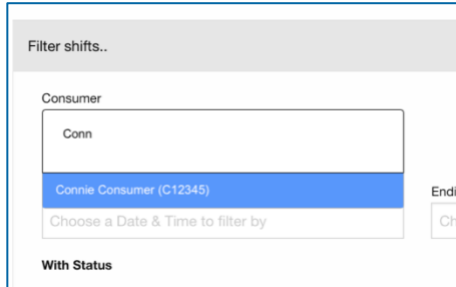 Filter shifts..
Consumer
Conn
Connie Consumer (C12345)
Choose a Date & Time to filter by
With Status